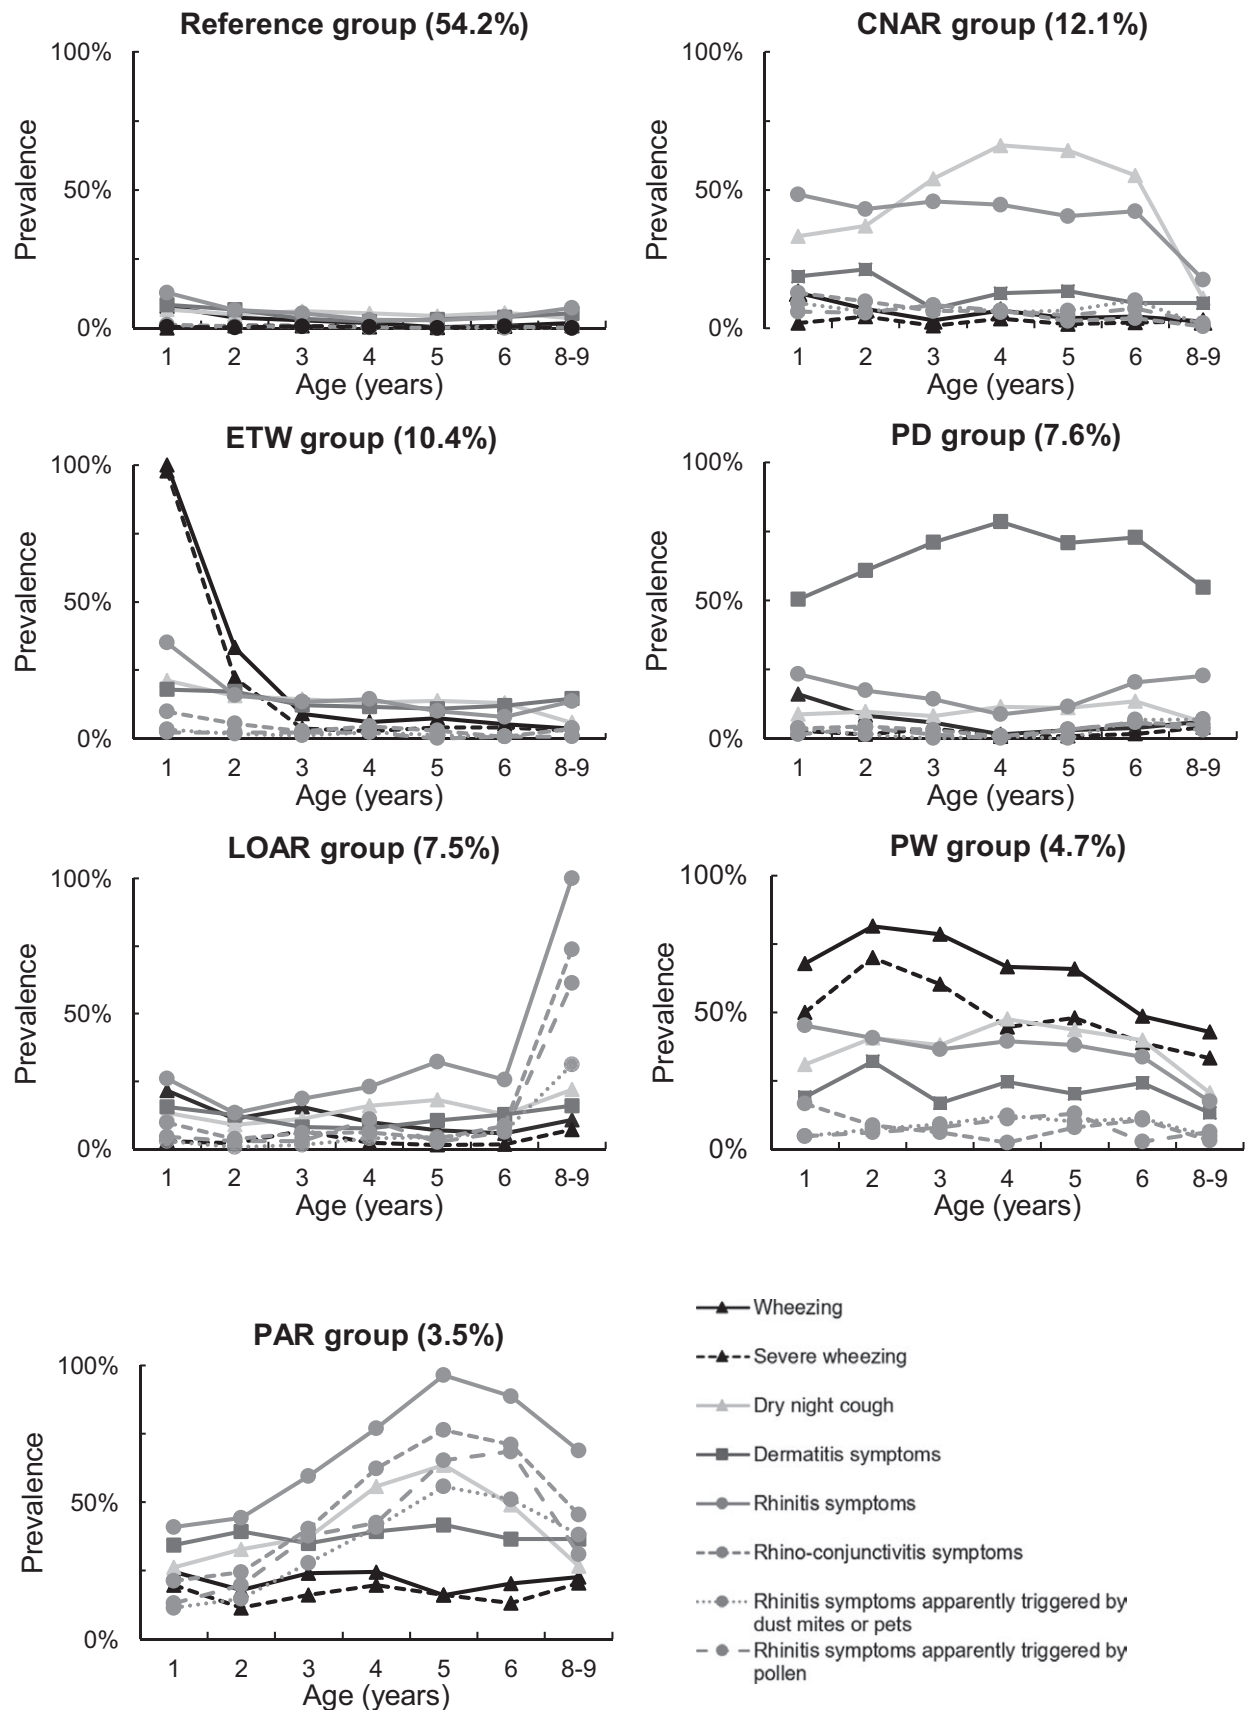 Reference group (54.2%)
100%
50%
0%
Prevalence
1 2 3 4 5 6 8-9
Age (years)
CNAR group (12.1%)
100%
50%
0%
Prevalence
1 2 3 4 5 6 8-9
Age (years)
ETW group (10.4%)
100%
50%
0%
Prevalence
1 2 3 4 5 6 8-9
Age (years)
PD group (7.6%)
100%
50%
0%
Prevalence
1 2 3 4 5 6 8-9
Age (years)
LOAR group (7.5%)
100%
50%
0%
Prevalence
1 2 3 4 5 6 8-9
Age (years)
PW group (4.7%)
100%
50%
0%
Prevalence
1 2 3 4 5 6 8-9
Age (years)
PAR group (3.5%)
100%
50%
0%
Prevalence
1 2 3 4 5 6 8-9
Age (years)
Wheezing
Severe wheezing
Dry night cough
Dermatitis symptoms
Rhinitis symptoms
Rhino-conjunctivitis symptoms
Rhinitis symptoms apparently triggered by
dust mites or pets
Rhinitis symptoms apparently triggered by
pollen